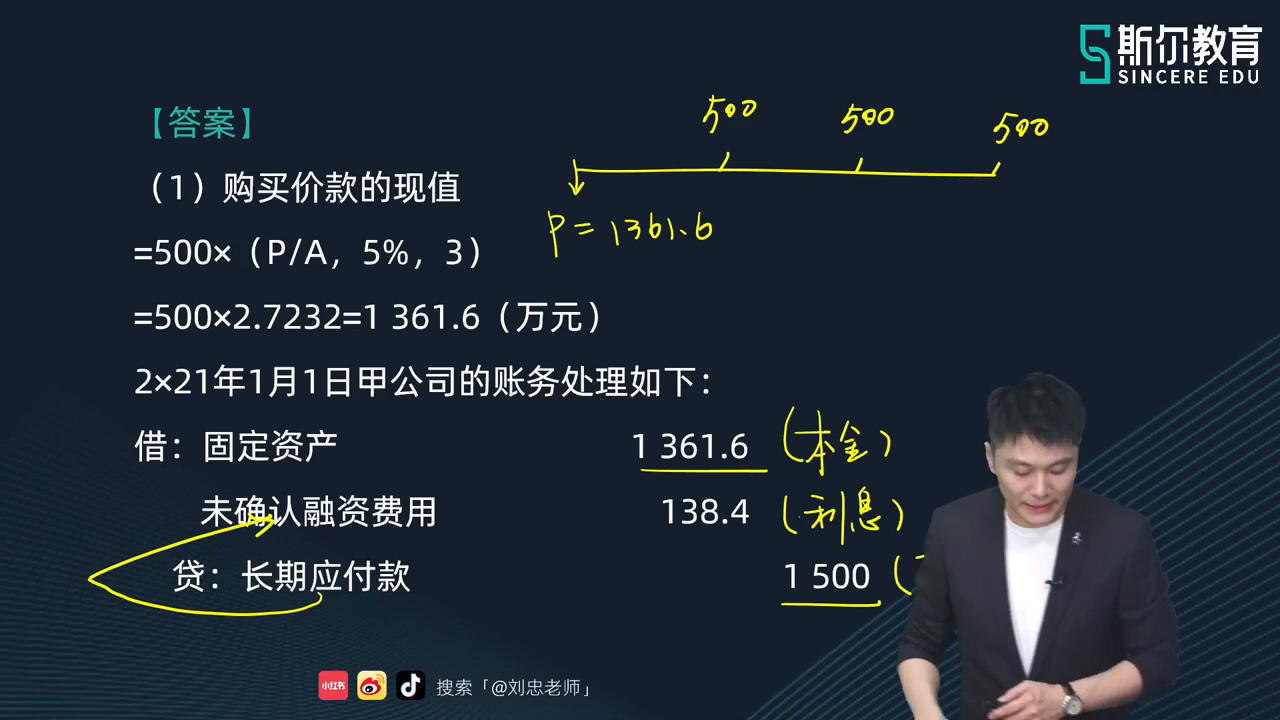 斯尔教育
SINCERE EDU
500 500 500
【答案】
（1）购买价款的现值
P=1361.6
=500×（P/A，5%，3）
=500×2.7232=1 361.6（万元）
2×21年1月1日甲公司的账务处理如下：
借：固定资产 1 361.6 (本金)
未确认融资费用 138.4 (利息)
贷：长期应付款 1 500 (
小红书 搜索「@刘忠老师」